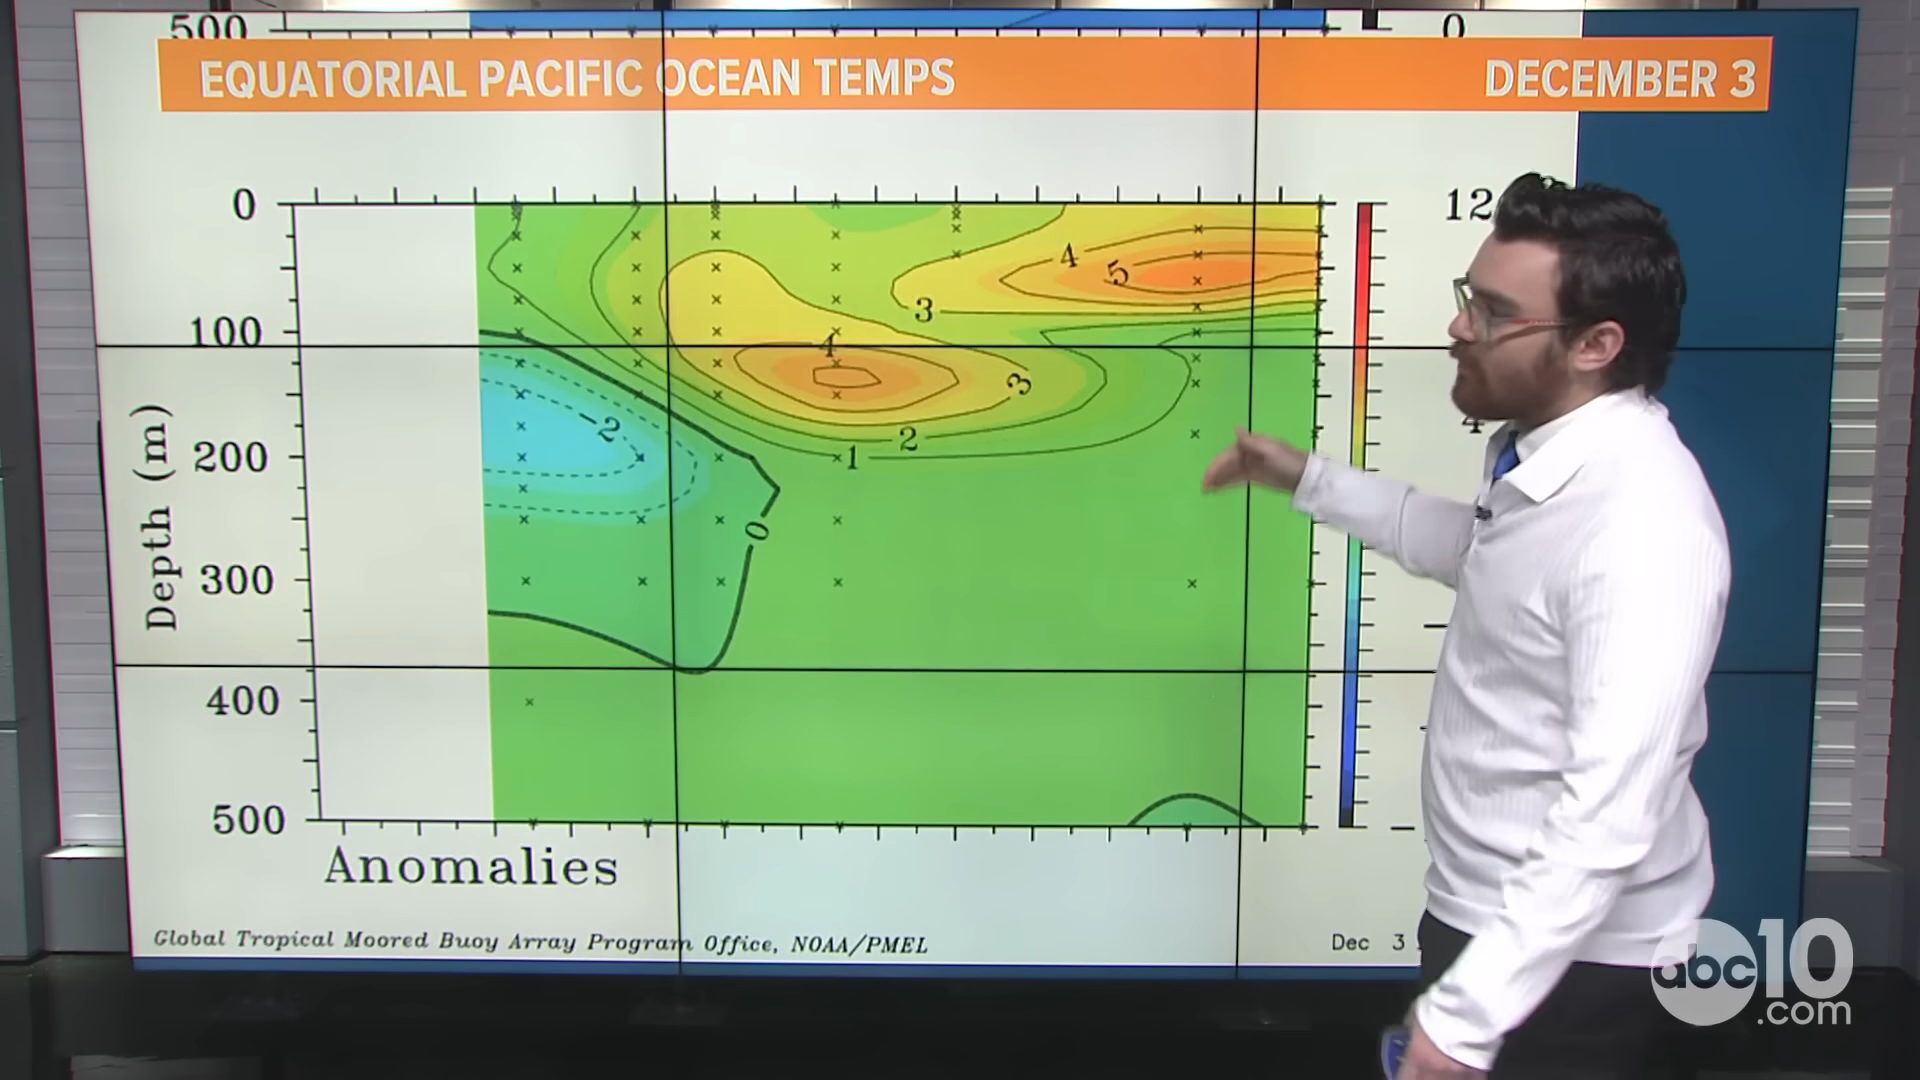 500
0
EQUATORIAL PACIFIC OCEAN TEMPS
DECEMBER 3
0
100
200
300
400
500
Depth (m)
4
5
3
4
3
2
1
-2
0
12
4
Anomalies
Global Tropical Moored Buoy Array Program Office, NOAA/PMEL
Dec 3
abc10
.com